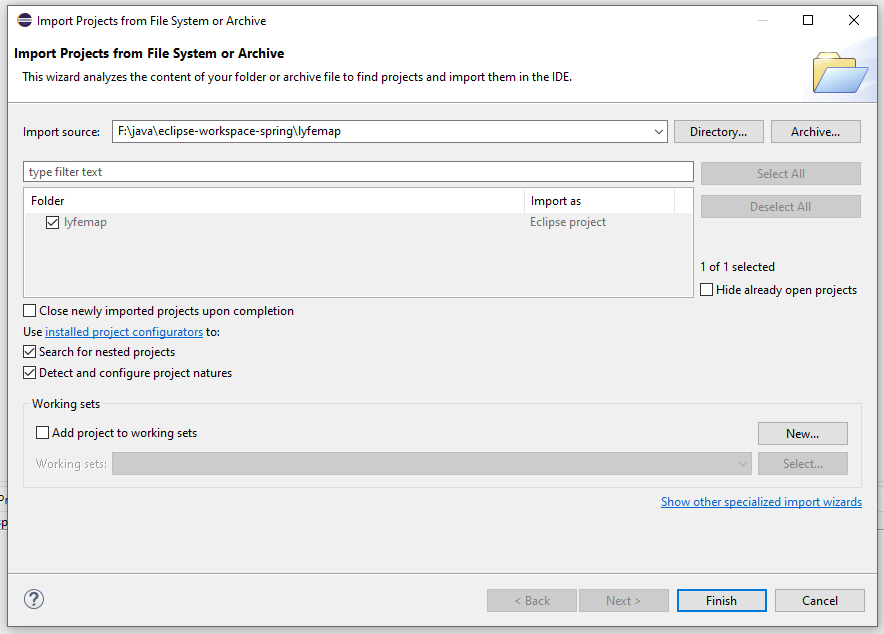 Import Projects from File System or Archive
Import Projects from File System or Archive
This wizard analyzes the content of your folder or archive file to find projects and import them in the IDE.
Import source: F:\java\eclipse-workspace-spring\lyfemap Directory... Archive...
type filter text Select All
Folder Import as Deselect All
lyfemap Eclipse project
1 of 1 selected
Hide already open projects
Close newly imported projects upon completion
Use installed project configurators to:
Search for nested projects
Detect and configure project natures
Working sets
Add project to working sets New...
Working sets: Select...
Show other specialized import wizards
? < Back Next > Finish Cancel